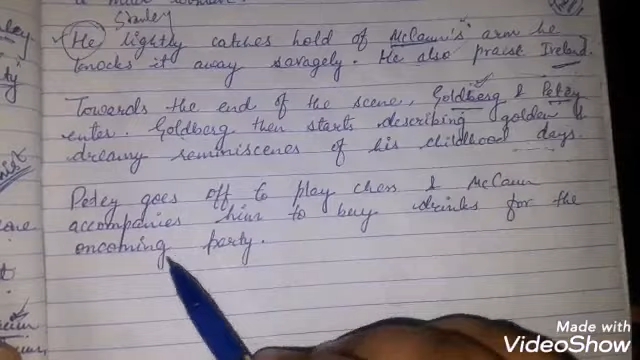 Stanley
He lightly catches hold of McCann's arm he
knocks it away savagely. He also praist Ireland.
Towards the end of the scene, Goldberg & Petey
enter. Goldberg then starts describing golden &
dreamy reminiscenes of his childhood days.
Petey goes off to play chess & McCann
accompanies him to buy drinks for the
oncoming party.
Made with
VideoShow